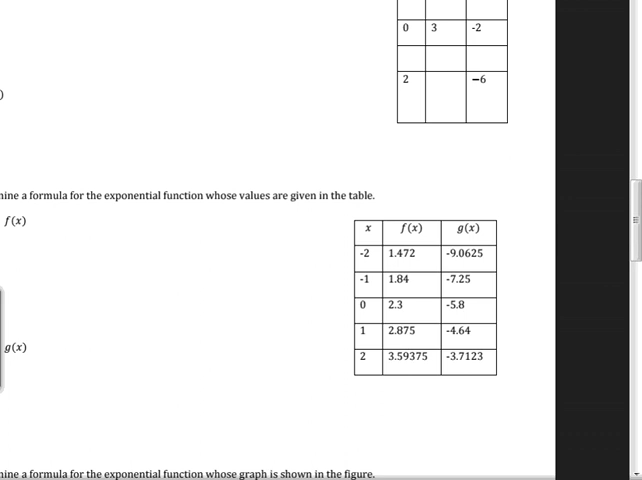 0 3 -2
2 −6
)
mine a formula for the exponential function whose values are given in the table.
f(x)
x f(x) g(x)
-2 1.472 -9.0625
-1 1.84 -7.25
0 2.3 -5.8
1 2.875 -4.64
g(x)
2 3.59375 -3.7123
mine a formula for the exponential function whose graph is shown in the figure.